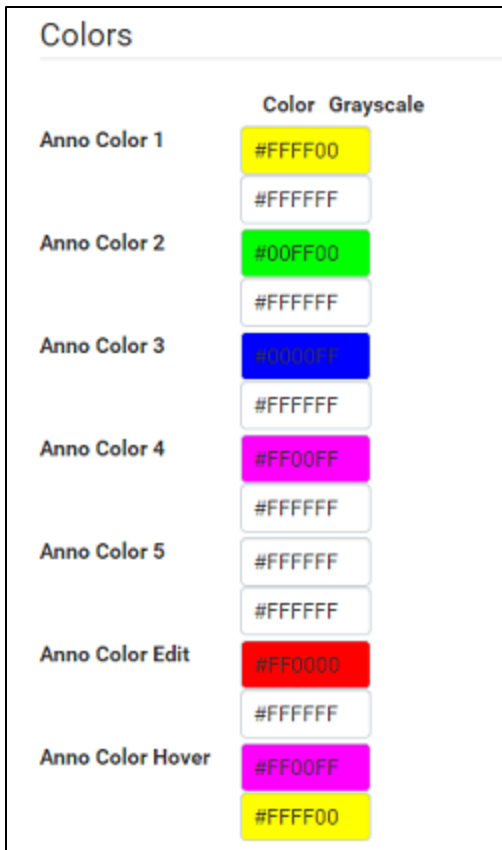 Colors
Color Grayscale
Anno Color 1
#FFFF00
#FFFFFF
Anno Color 2
#00FF00
#FFFFFF
Anno Color 3
#0000FF
#FFFFFF
Anno Color 4
#FF00FF
#FFFFFF
Anno Color 5
#FFFFFF
#FFFFFF
Anno Color Edit
#FF0000
#FFFFFF
Anno Color Hover
#FF00FF
#FFFF00